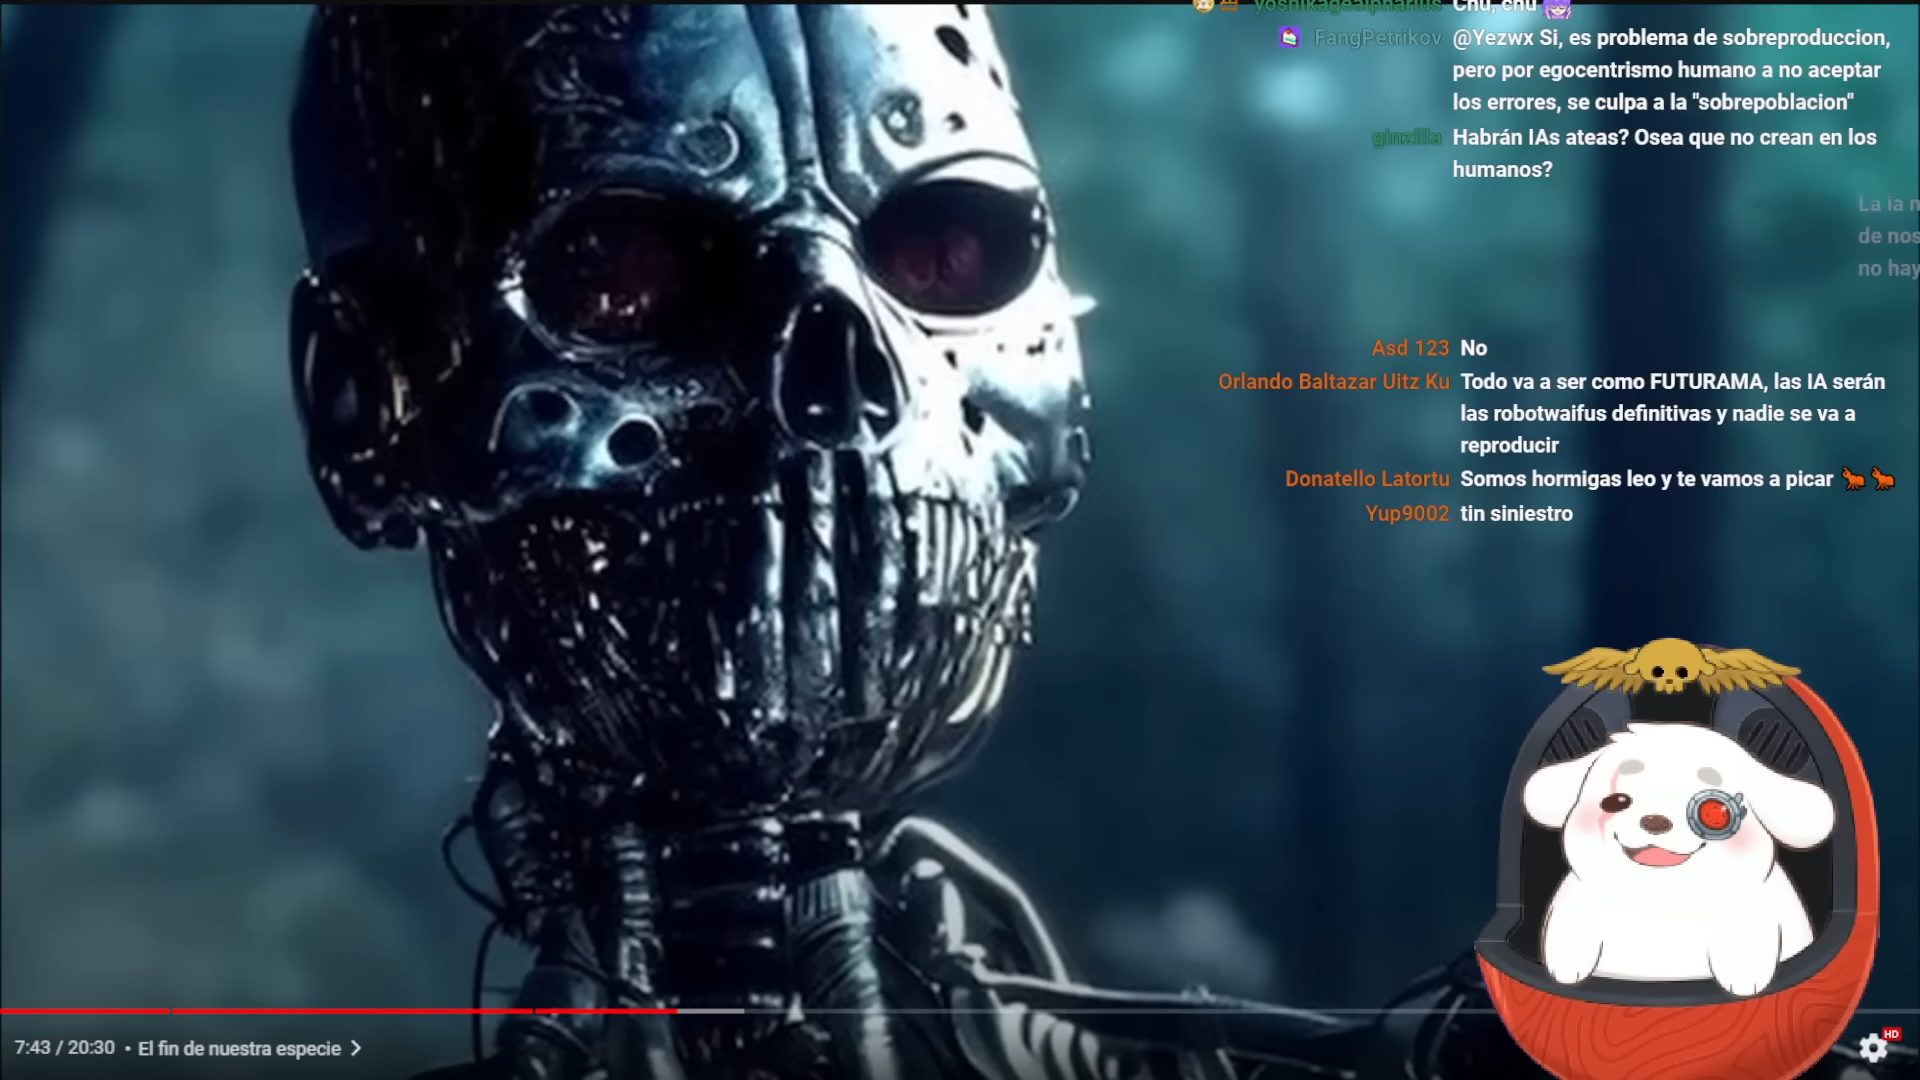 yoshikagealpharius Chu, chu
FangPetrikov @Yezwx Si, es problema de sobreproduccion,
pero por egocentrismo humano a no aceptar
los errores, se culpa a la "sobrepoblacion"
ginzilla Habrán IAs ateas? Osea que no crean en los
humanos?
La ia
de nos
no hay
Asd 123 No
Orlando Baltazar Uitz Ku Todo va a ser como FUTURAMA, las IA serán
las robotwaifus definitivas y nadie se va a
reproducir
Donatello Latortu Somos hormigas leo y te vamos a picar
Yup9002 tin siniestro
7:43 / 20:30 • El fin de nuestra especie
HD